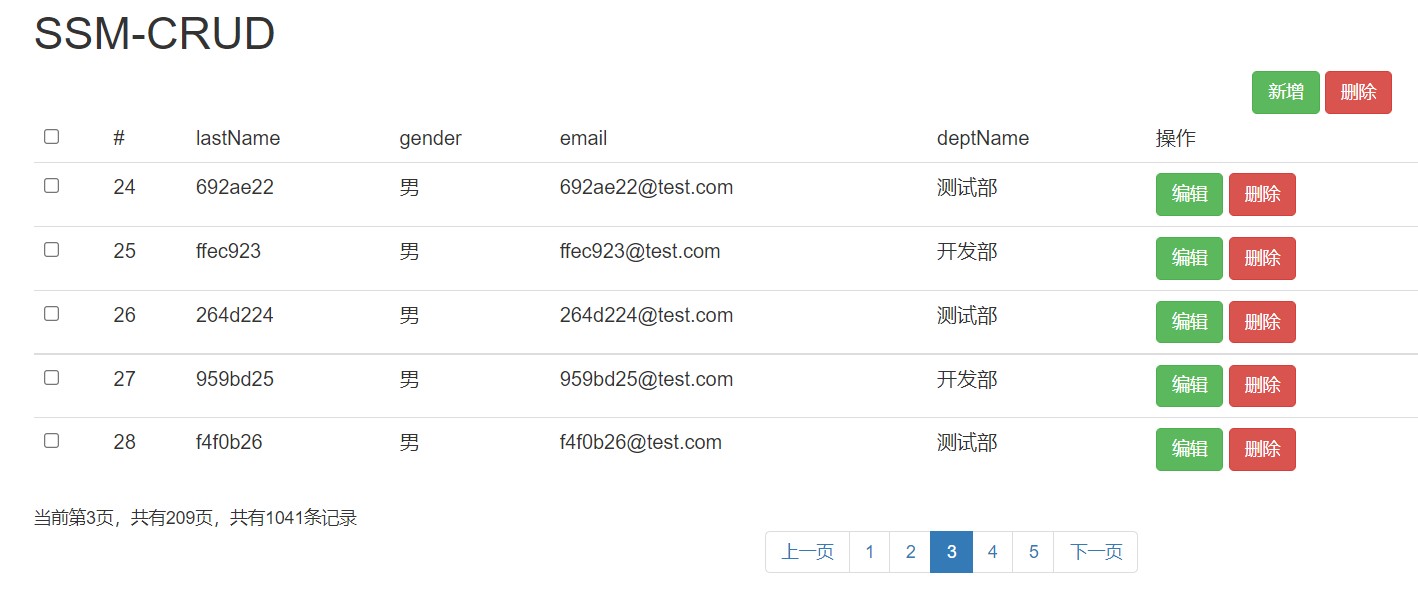 SSM-CRUD
新增 删除
# lastName gender email deptName 操作
24 692ae22 男 692ae22@test.com 测试部 编辑 删除
25 ffec923 男 ffec923@test.com 开发部 编辑 删除
26 264d224 男 264d224@test.com 测试部 编辑 删除
27 959bd25 男 959bd25@test.com 开发部 编辑 删除
28 f4f0b26 男 f4f0b26@test.com 测试部 编辑 删除
当前第3页，共有209页，共有1041条记录
上一页 1 2 3 4 5 下一页